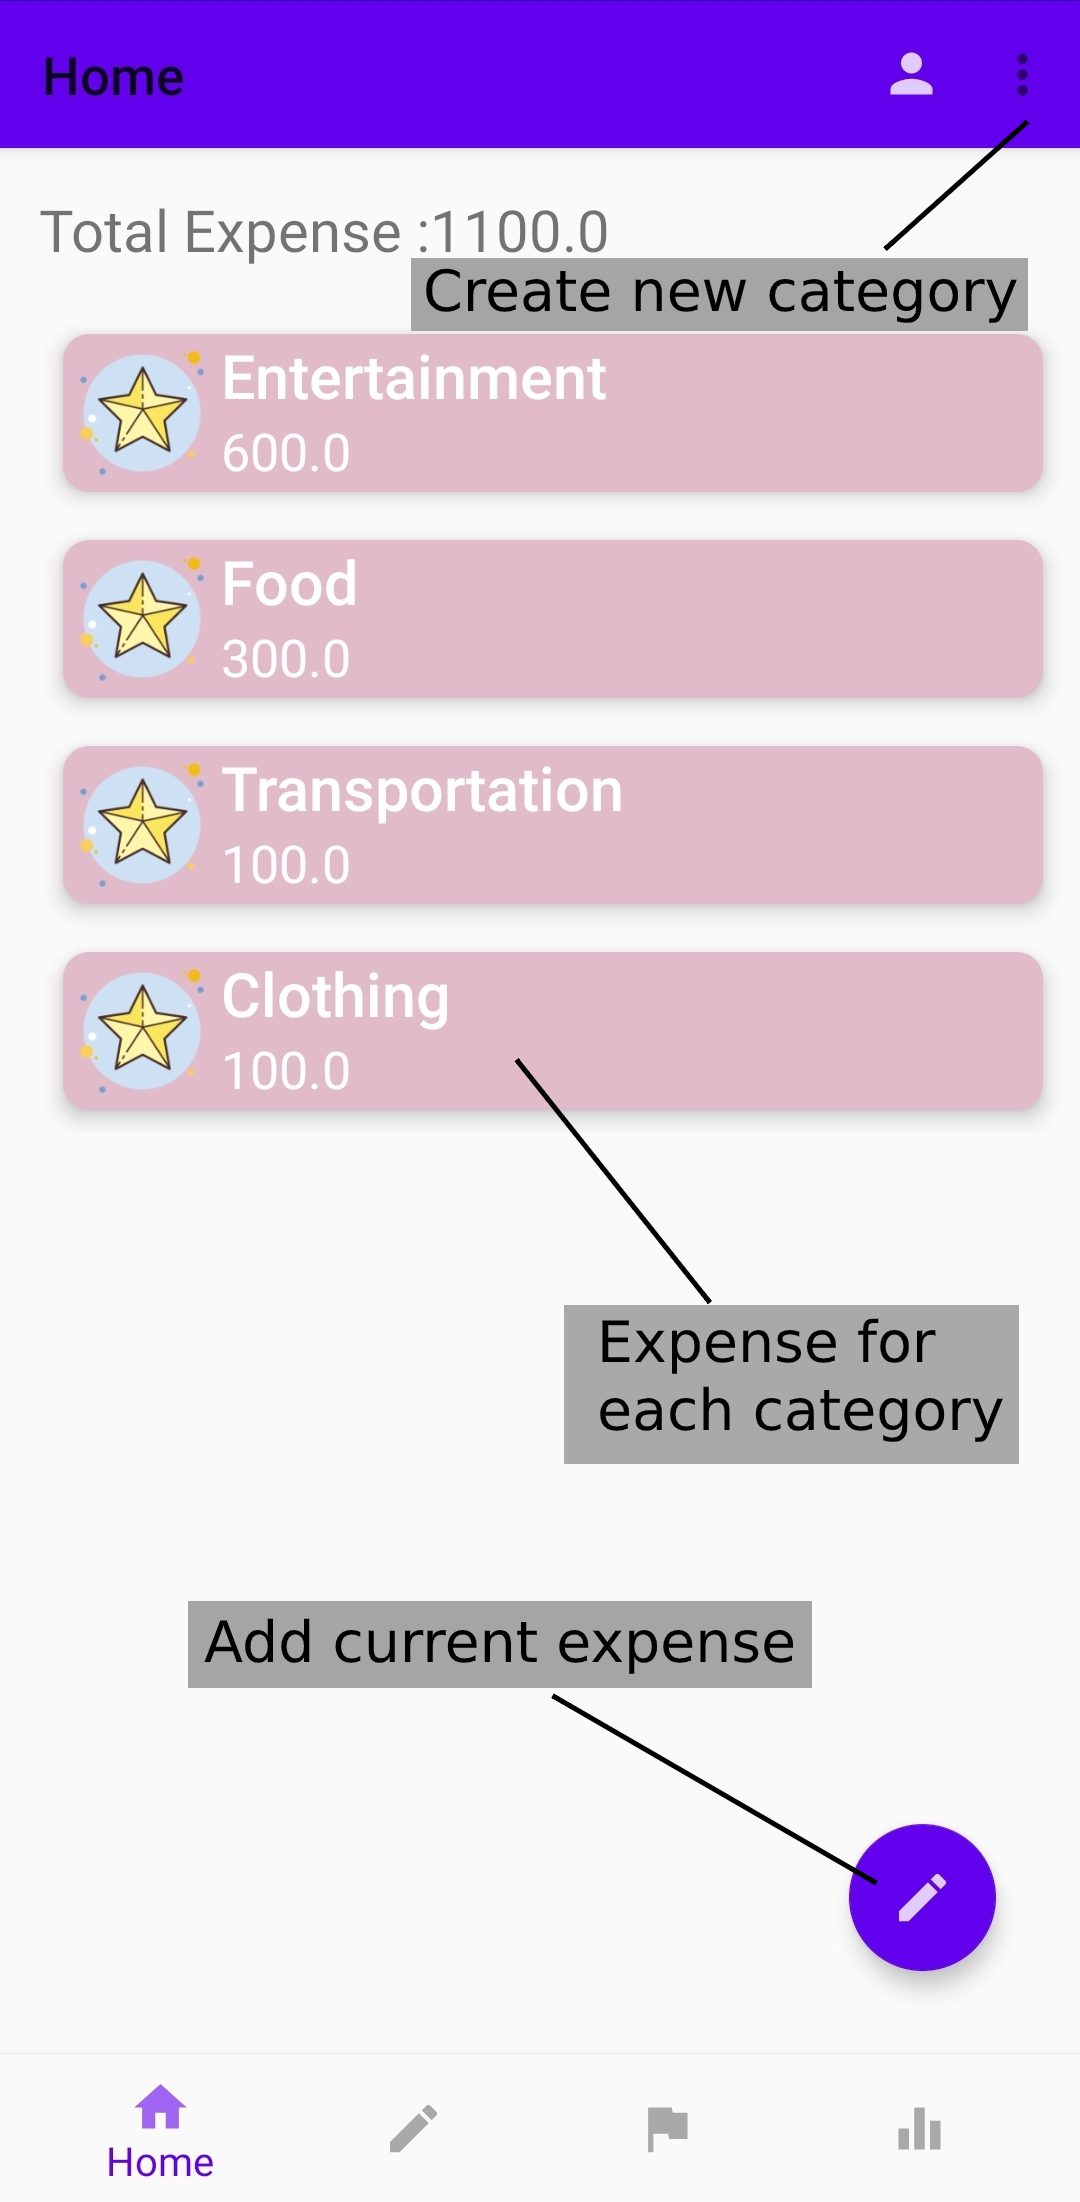 Home
Total Expense :1100.0
Create new category
Entertainment
600.0
Food
300.0
Transportation
100.0
Clothing
100.0
Expense for
each category
Add current expense
Home